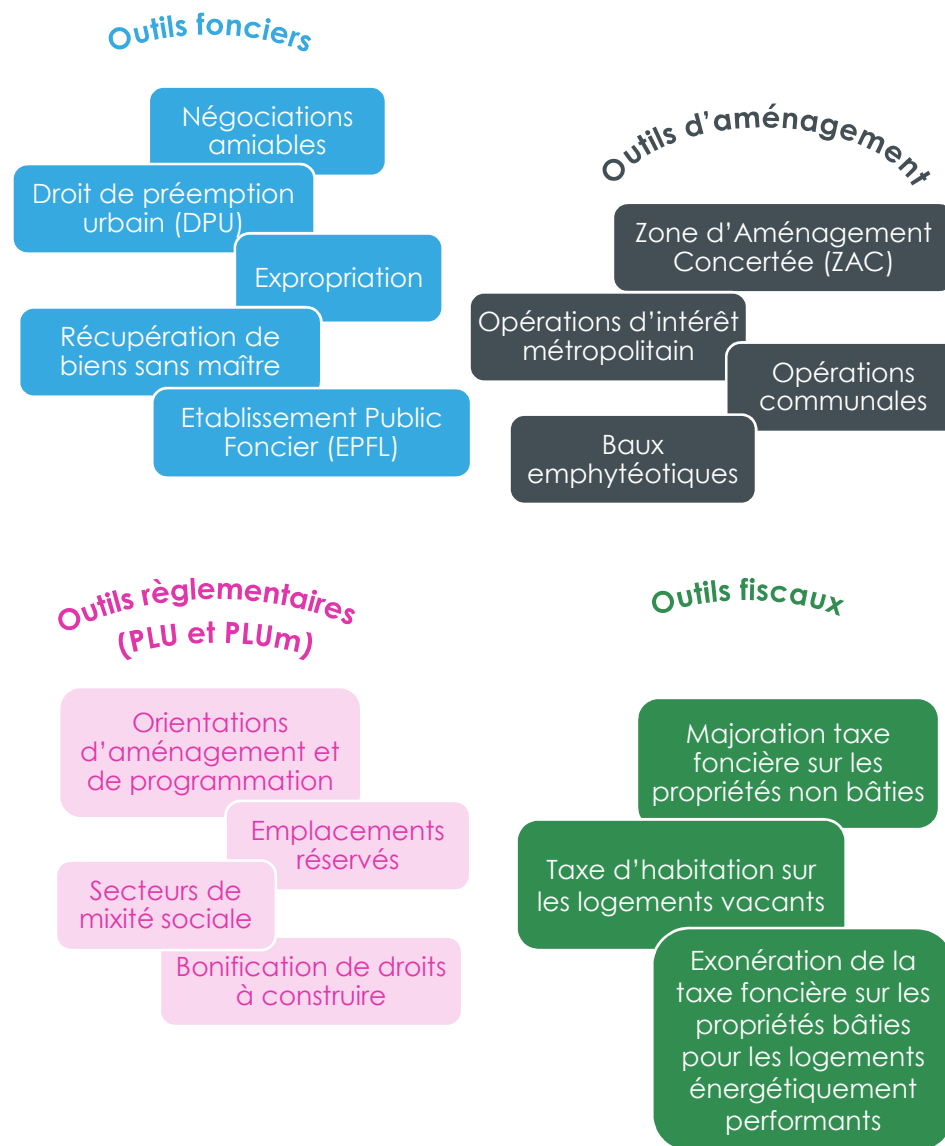 Outils fonciers
Négociations
amiables
Droit de préemption
urbain (DPU)
Expropriation
Récupération de
biens sans maître
Etablissement Public
Foncier (EPFL)
Outils d’aménagement
Zone d’Aménagement
Concertée (ZAC)
Opérations d’intérêt
métropolitain
Opérations
communales
Baux
emphytéotiques
Outils règlementaires
(PLU et PLUm)
Orientations
d’aménagement et
de programmation
Emplacements
réservés
Secteurs de
mixité sociale
Bonification de droits
à construire
Outils fiscaux
Majoration taxe
foncière sur les
propriétés non bâties
Taxe d’habitation sur
les logements vacants
Exonération de la
taxe foncière sur les
propriétés bâties
pour les logements
énergétiquement
performants